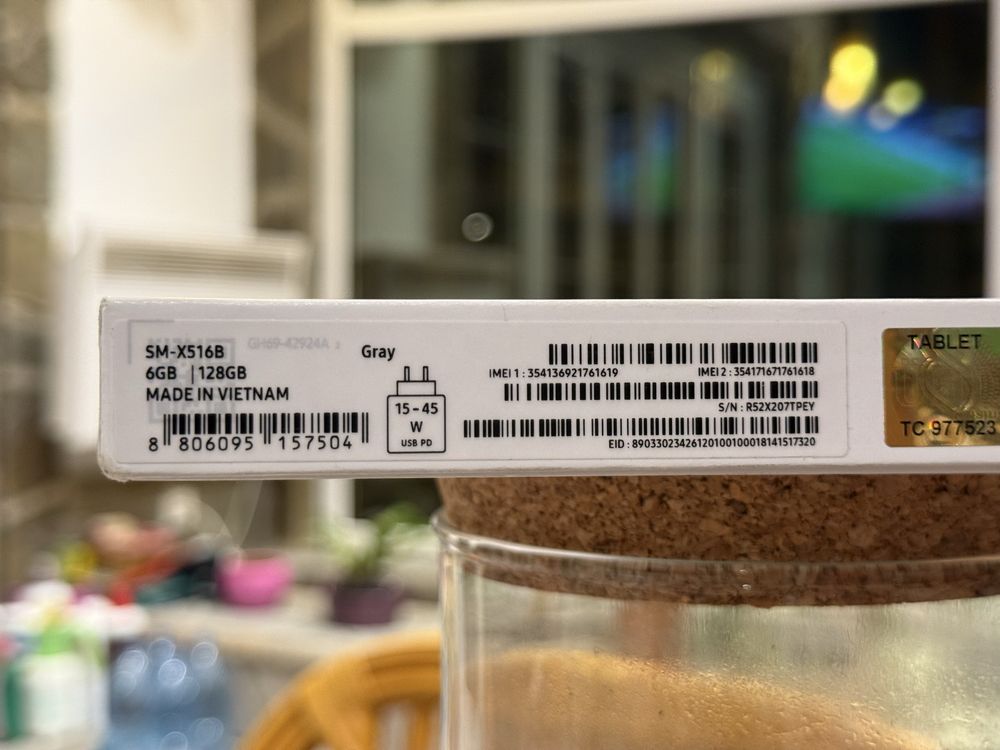 SM-X516B
GH69-42924A
6GB | 128GB
MADE IN VIETNAM
8 806095 157504
Gray
15-45
W
USB PD
IMEI 1 : 354136921761619
IMEI 2 : 354171671761618
S/N : R52X207TPEY
EID : 89033023426120100100018141517320
TABLET
TC 977523